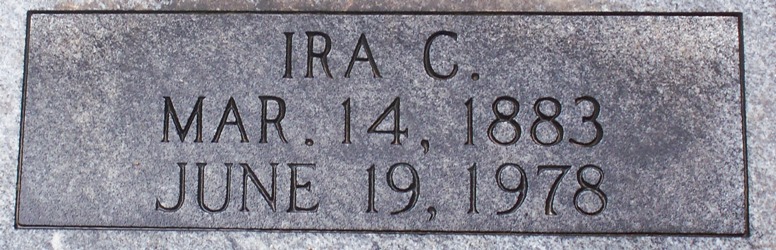 IRA C.
MAR. 14, 1883
JUNE 19, 1978